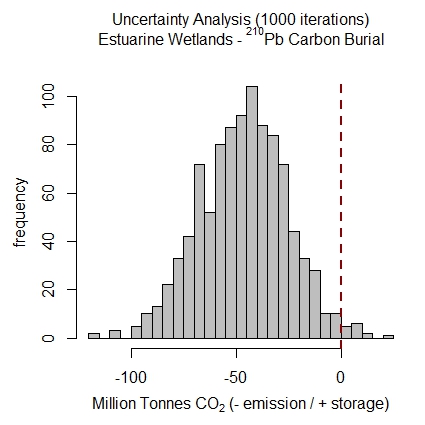 Uncertainty Analysis (1000 iterations)
Estuarine Wetlands - ²¹⁰Pb Carbon Burial
frequency
100
80
60
40
20
0
-100 -50 0
Million Tonnes CO₂ (- emission / + storage)